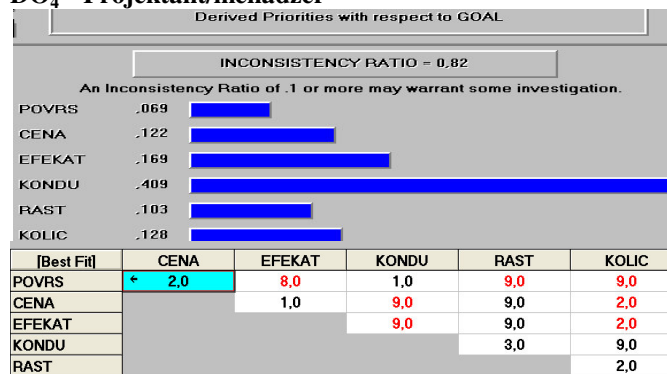 DO4 - Projektant/menadžer
Derived Priorities with respect to GOAL
INCONSISTENCY RATIO = 0,82
An Inconsistency Ratio of .1 or more may warrant some investigation.
POVRS ,069
CENA ,122
EFEKAT ,169
KONDU ,409
RAST ,103
KOLIC ,128
[Best Fit] CENA EFEKAT KONDU RAST KOLIC
POVRS ← 2,0 8,0 1,0 9,0 9,0
CENA 1,0 9,0 9,0 2,0
EFEKAT 9,0 9,0 2,0
KONDU 3,0 9,0
RAST 2,0